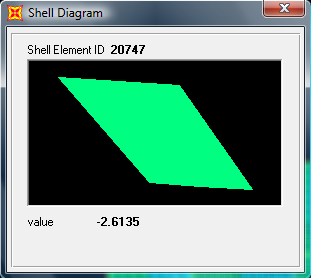 Shell Diagram
Shell Element ID 20747
value -2.6135